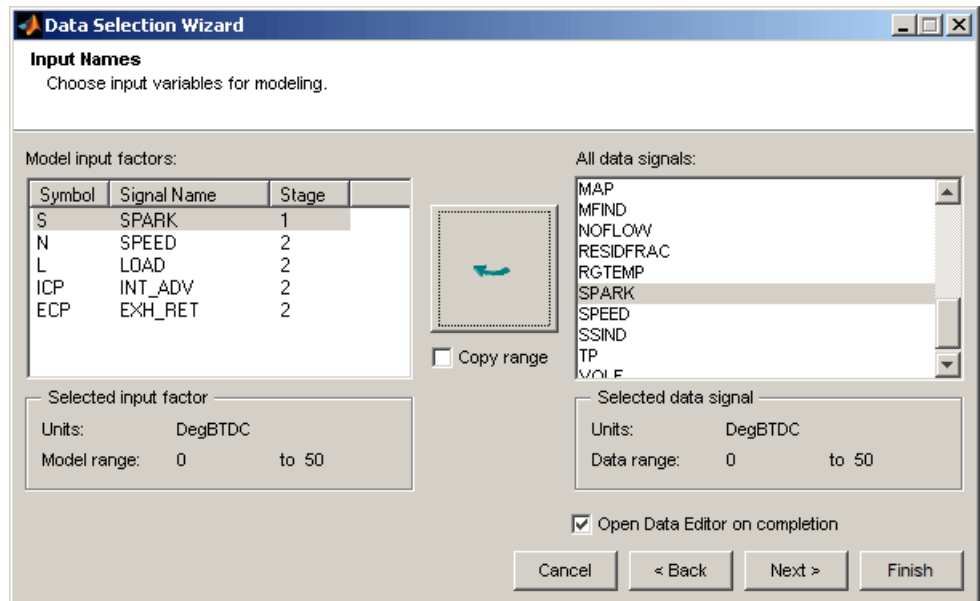 Data Selection Wizard
Input Names
Choose input variables for modeling.
Model input factors:
Symbol Signal Name Stage
S SPARK 1
N SPEED 2
L LOAD 2
ICP INT_ADV 2
ECP EXH_RET 2
Copy range
All data signals:
MAP
MFIND
NOFLOW
RESIDFRAC
RGTEMP
SPARK
SPEED
SSIND
TP
Selected input factor
Units: DegBTDC
Model range: 0 to 50
Selected data signal
Units: DegBTDC
Data range: 0 to 50
Open Data Editor on completion
Cancel < Back Next > Finish